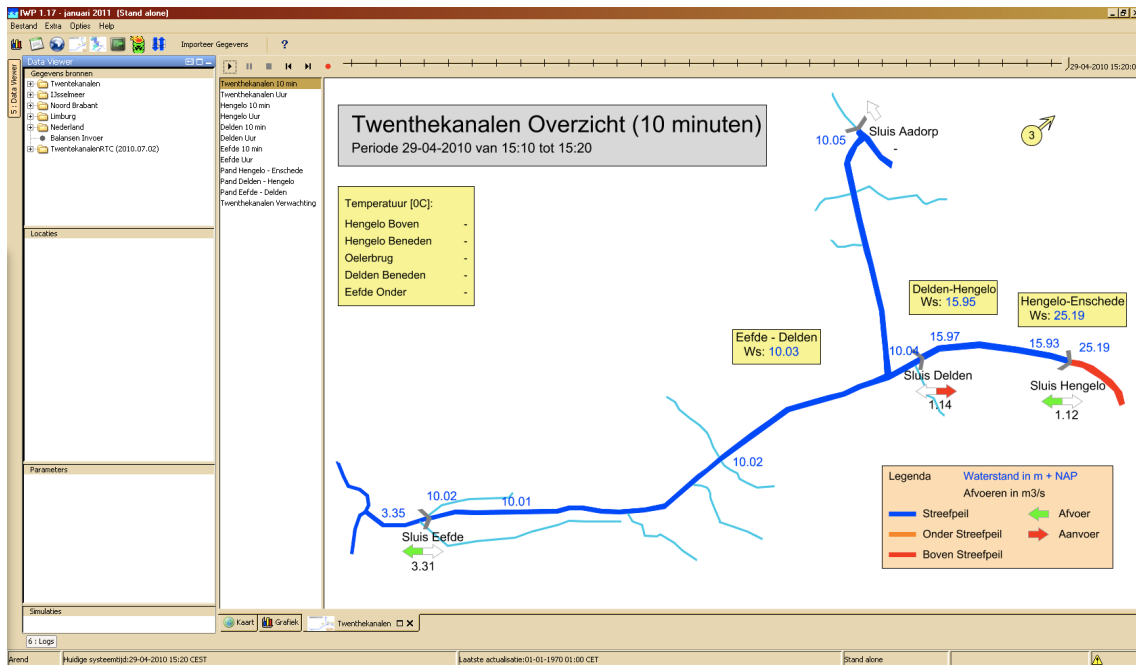 IWP 1.17 - januari 2011 (Stand alone)
Bestand Extra Opties Help
Importeer Gegevens ?
5 : Data Viewer
Data Viewer
Gegevens bronnen
Twentekanalen
IJsselmeer
Noord Brabant
Limburg
Nederland
Balansen Invoer
TwentekanalenRTC (2010.07.02)
Locaties
Parameters
Simulaties
6 : Logs
29-04-2010 15:20:0
Twenthekanalen 10 min
Twenthekanalen Uur
Hengelo 10 min
Hengelo Uur
Delden 10 min
Delden Uur
Eefde 10 min
Eefde Uur
Pand Hengelo - Enschede
Pand Delden - Hengelo
Pand Eefde - Delden
Twenthekanalen Verwachting
Twenthekanalen Overzicht (10 minuten)
Periode 29-04-2010 van 15:10 tot 15:20
Temperatuur [0C]:
Hengelo Boven -
Hengelo Beneden -
Oelerbrug -
Delden Beneden -
Eefde Onder -
Sluis Aadorp
10.05
-
3
Delden-Hengelo
Ws: 15.95
Hengelo-Enschede
Ws: 25.19
Eefde - Delden
Ws: 10.03
10.04
15.97
15.93
25.19
Sluis Delden
1.14
Sluis Hengelo
1.12
10.02
3.35
10.02
10.01
Sluis Eefde
3.31
Legenda Waterstand in m + NAP
Afvoeren in m3/s
Streefpeil Afvoer
Onder Streefpeil Aanvoer
Boven Streefpeil
Kaart Grafiek Twenthekanalen
Arend Huidige systeemtijd:29-04-2010 15:20 CEST Laatste actualisatie:01-01-1970 01:00 CET Stand alone